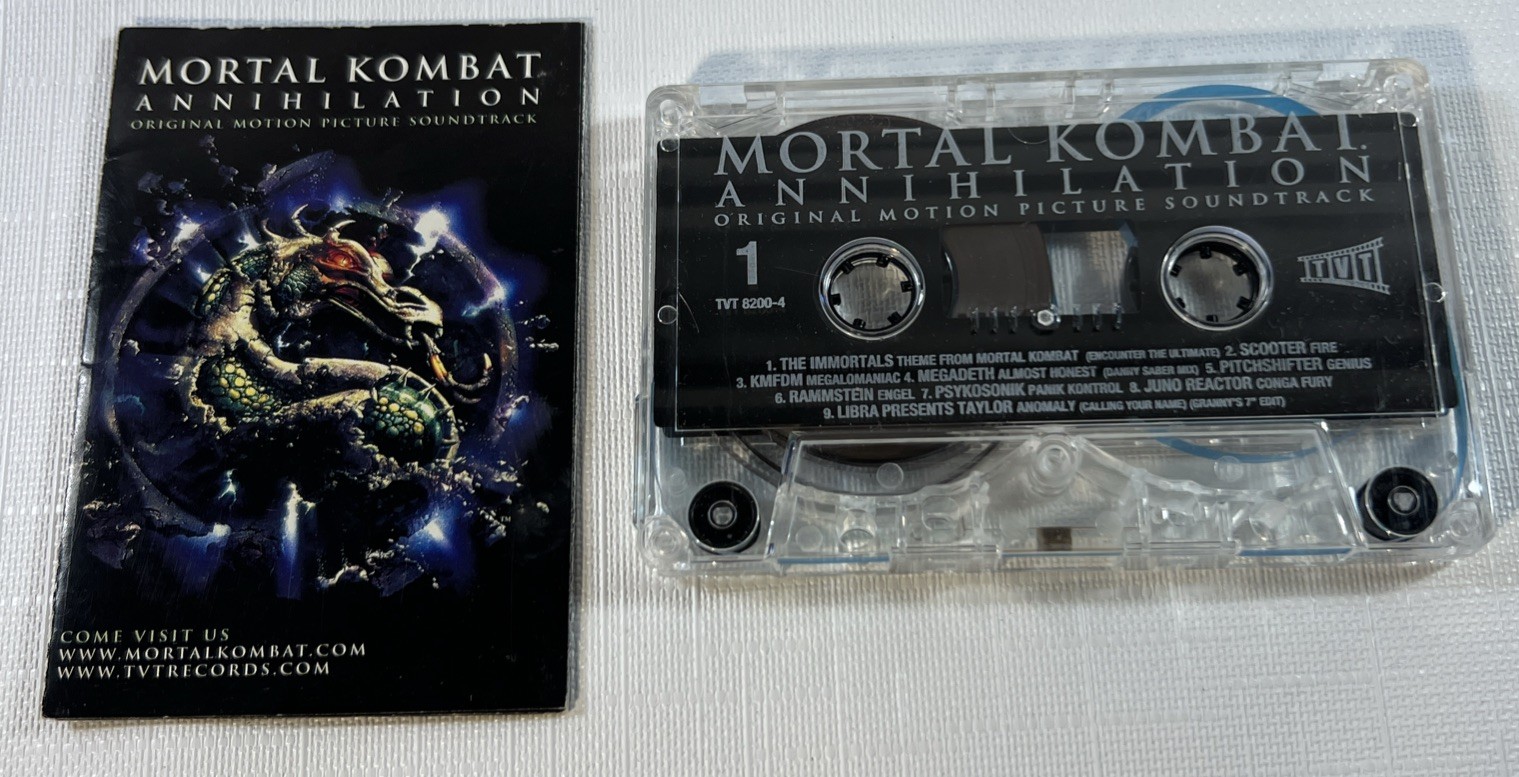 MORTAL KOMBAT
ANNIHILATION
ORIGINAL MOTION PICTURE SOUNDTRACK
COME VISIT US
WWW.MORTALKOMBAT.COM
WWW.TVTRECORDS.COM
MORTAL KOMBAT.
ANNIHILATION
ORIGINAL MOTION PICTURE SOUNDTRACK
1
TVT 8200-4
TVT
1. THE IMMORTALS THEME FROM MORTAL KOMBAT (ENCOUNTER THE ULTIMATE) 2. SCOOTER FIRE
3. KMFDM MEGALOMANIAC 4. MEGADETH ALMOST HONEST (DANGY SABER MIX) 5. PITCHSHIFTER GENIUS
6. RAMMSTEIN ENGEL 7. PSYKOSONIK PANIK KONTROL 8. JUNO REACTOR CONGA FURY
9. LIBRA PRESENTS TAYLOR ANOMALY (CALLING YOUR NAME) (GRANNY'S 7" EDIT)